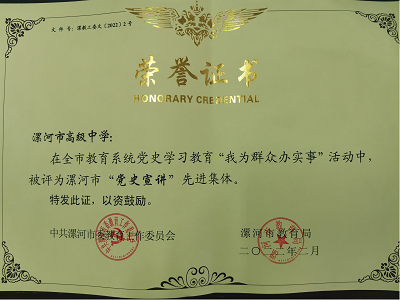 文 件 号：漯教工委文〔2022〕2 号
荣誉证书
HONORARY CREDENTIAL
漯河市高级中学：
在全市教育系统党史学习教育“我为群众办实事”活动中，
被评为漯河市“党史宣讲”先进集体。
特发此证，以资鼓励。
中共漯河市委教育工作委员会
漯河市教育局
二〇二二年二月